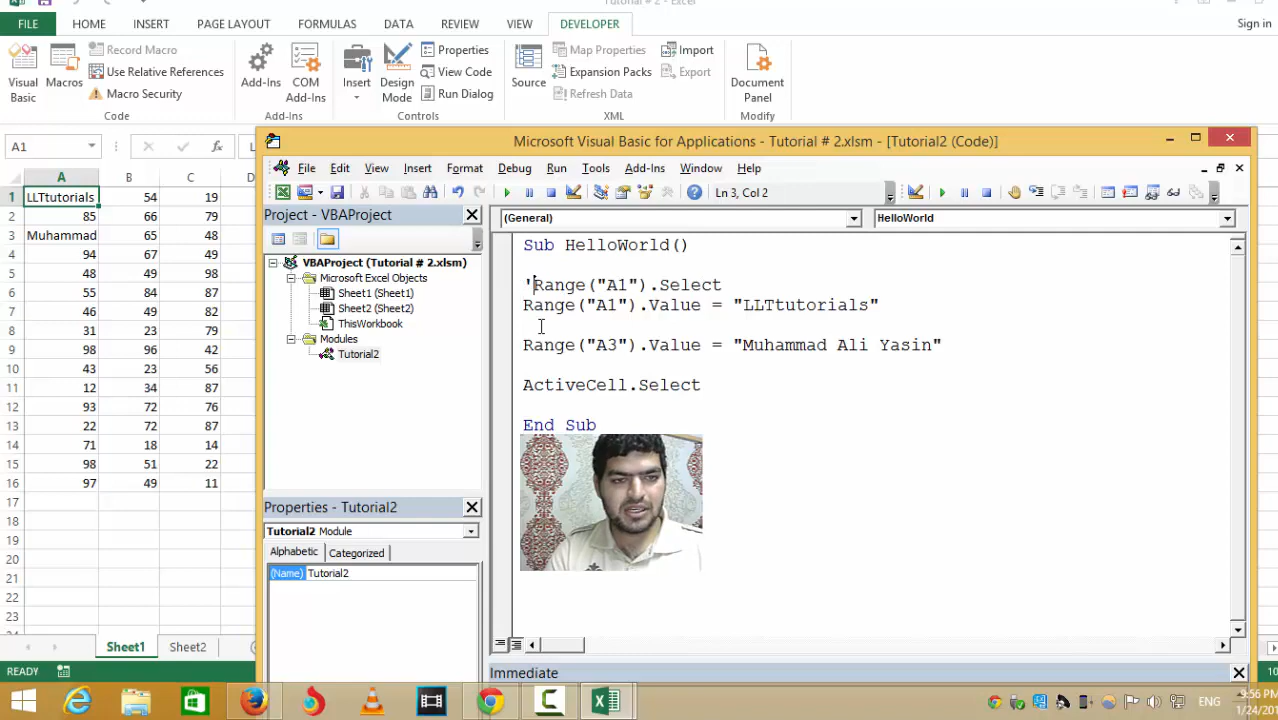 Tutorial # 2 - Excel
FILE HOME INSERT PAGE LAYOUT FORMULAS DATA REVIEW VIEW DEVELOPER Sign in
Visual Basic
Macros
Record Macro
Use Relative References
Macro Security
Code
Add-Ins
COM Add-Ins
Add-Ins
Insert
Design Mode
Properties
View Code
Run Dialog
Controls
Source
Map Properties
Expansion Packs
Refresh Data
Import
Export
XML
Document Panel
Modify
A1
A B C
1 LLTtutorials 54 19
2 85 66 79
3 Muhammad 65 48
4 94 67 49
5 48 49 98
6 55 84 87
7 46 87 12
8 31 23 79
9 98 96 42
10 43 23 56
11 12 34 87
12 93 72 76
13 22 72 87
14 71 18 14
15 98 51 22
16 97 49 11
17
18
19
20
21
22
23
Sheet1 Sheet2
READY
Microsoft Visual Basic for Applications - Tutorial # 2.xlsm - [Tutorial2 (Code)]
File Edit View Insert Format Debug Run Tools Add-Ins Window Help
Ln 3, Col 2
Project - VBAProject
VBAProject (Tutorial # 2.xlsm)
Microsoft Excel Objects
Sheet1 (Sheet1)
Sheet2 (Sheet2)
ThisWorkbook
Modules
Tutorial2
Properties - Tutorial2
Tutorial2 Module
Alphabetic Categorized
(Name) Tutorial2
(General) HelloWorld
Sub HelloWorld()
'Range("A1").Select
Range("A1").Value = "LLTtutorials"
Range("A3").Value = "Muhammad Ali Yasin"
ActiveCell.Select
End Sub
Immediate
ENG
9:56 PM